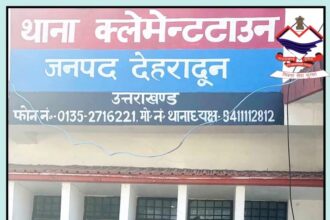 थाना क्लेमेन्टटाउन
जनपद देहरादून
उत्तराखण्ड
फोन नं०-0135-2716221. मो० नं० थानाध्यक्ष- 9411112812